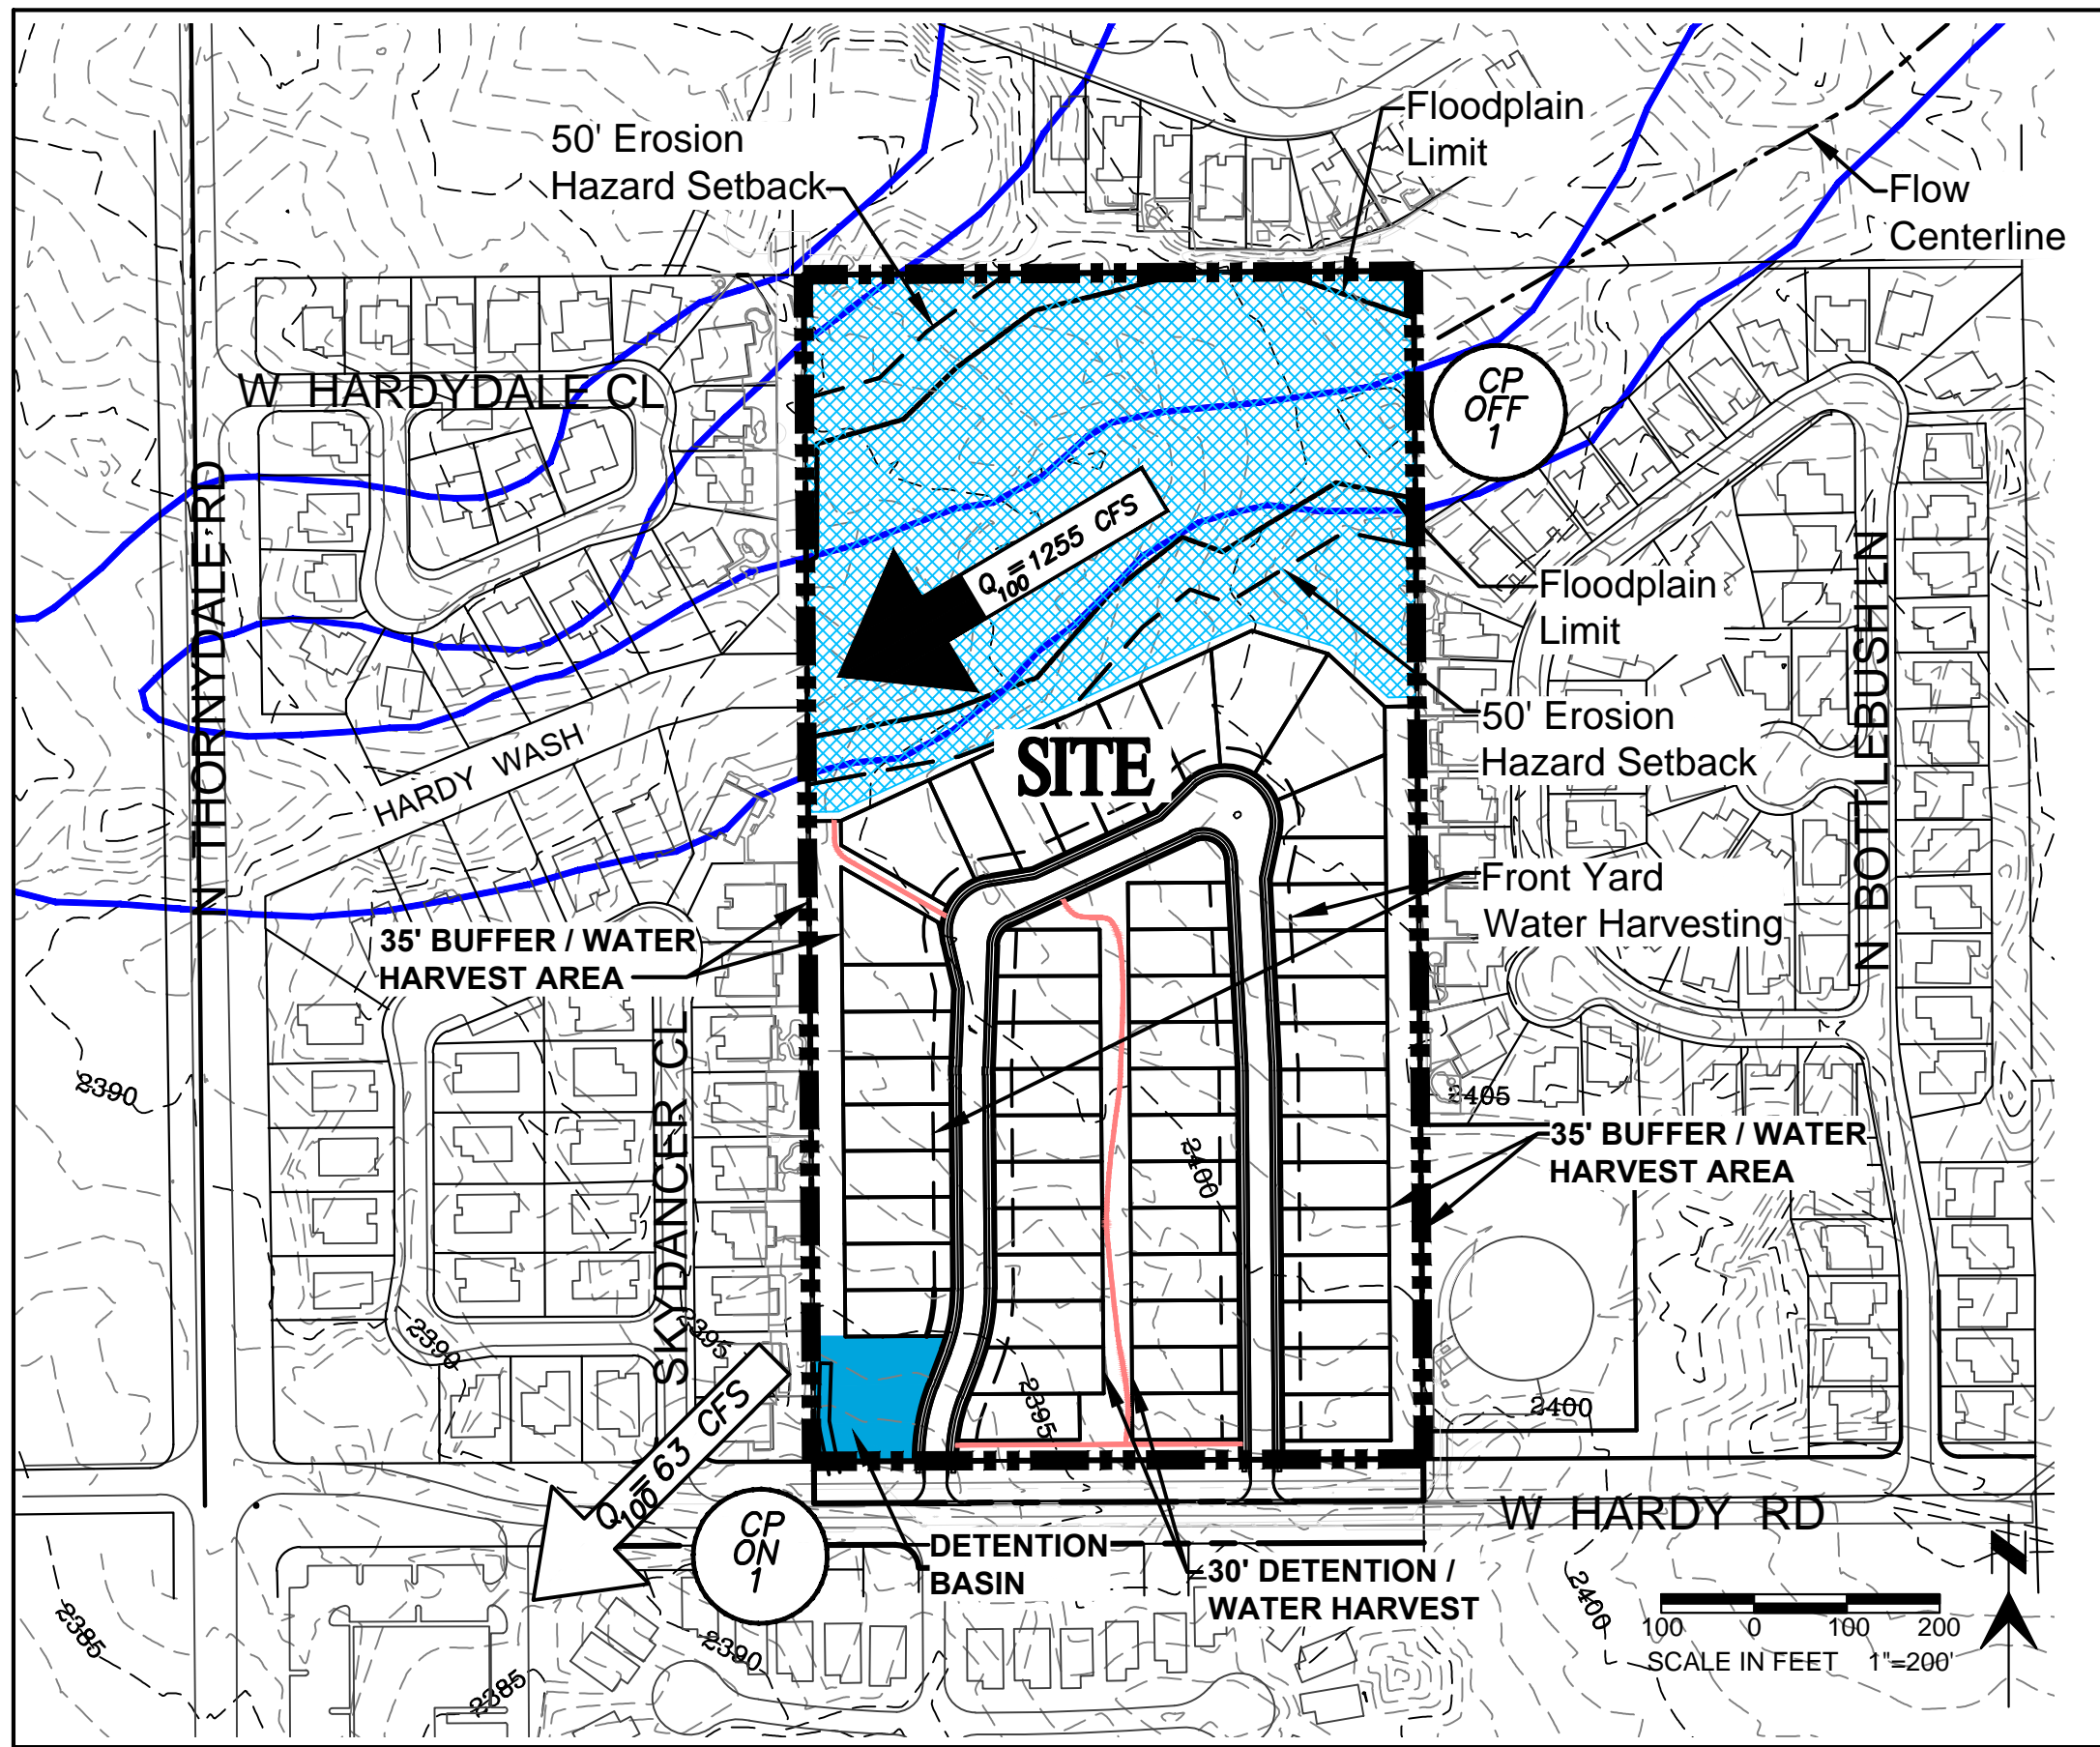 50' Erosion
Hazard Setback
Floodplain
Limit
Flow
Centerline
W HARDYDALE CL
CP
OFF
1
N THORNYDALE RD
Q100=1255 CFS
Floodplain
Limit
N BOTTLEBUSH LN
50' Erosion
Hazard Setback
HARDY WASH
SITE
Front Yard
Water Harvesting
35' BUFFER / WATER
HARVEST AREA
SKYDANCER CL
2390
2405
35' BUFFER / WATER
HARVEST AREA
2400
2390
2395
2395
2400
Q100=63 CFS
W HARDY RD
CP
ON
1
DETENTION
BASIN
30' DETENTION /
WATER HARVEST
2400
2385
2390
2385
100 0 100 200
SCALE IN FEET 1"=200'
N